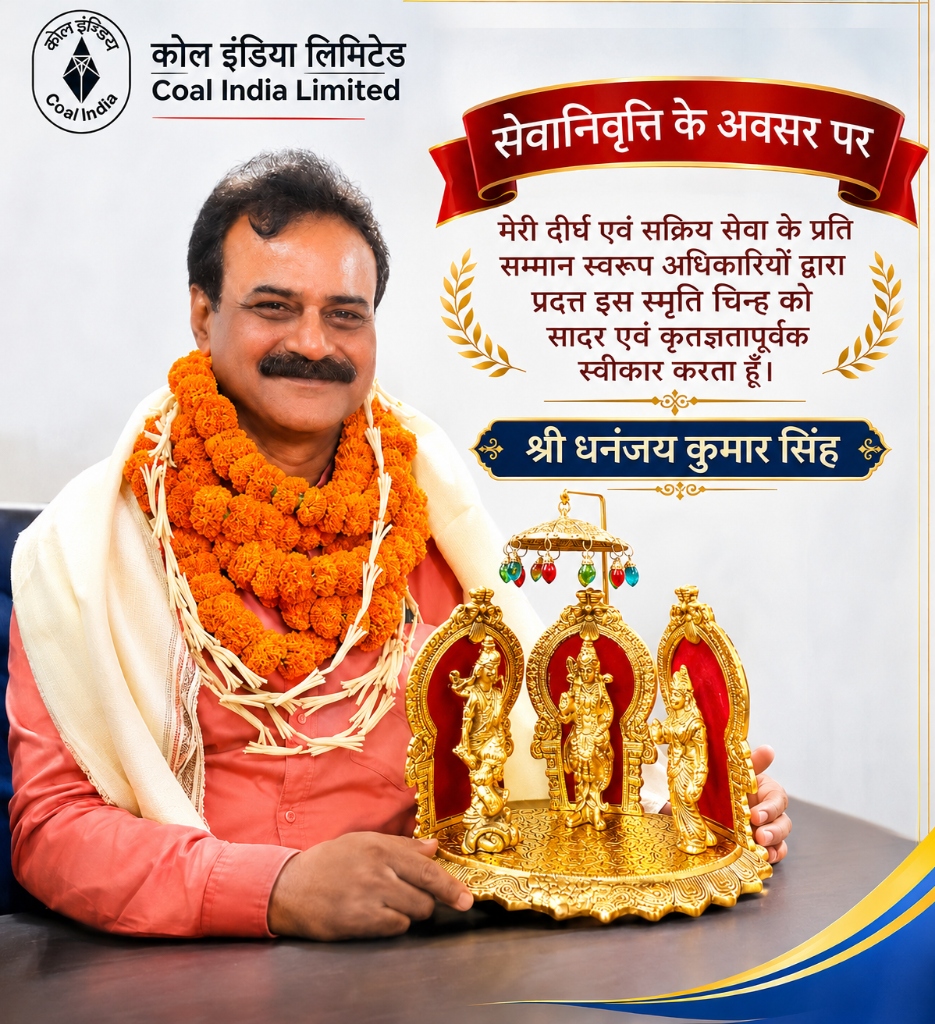 कोल इंडिया
Coal India
कोल इंडिया लिमिटेड
Coal India Limited
सेवानिवृत्ति के अवसर पर
मेरी दीर्घ एवं सक्रिय सेवा के प्रति
सम्मान स्वरूप अधिकारियों द्वारा
प्रदत्त इस स्मृति चिन्ह को
सादर एवं कृतज्ञतापूर्वक
स्वीकार करता हूँ।
श्री धनंजय कुमार सिंह